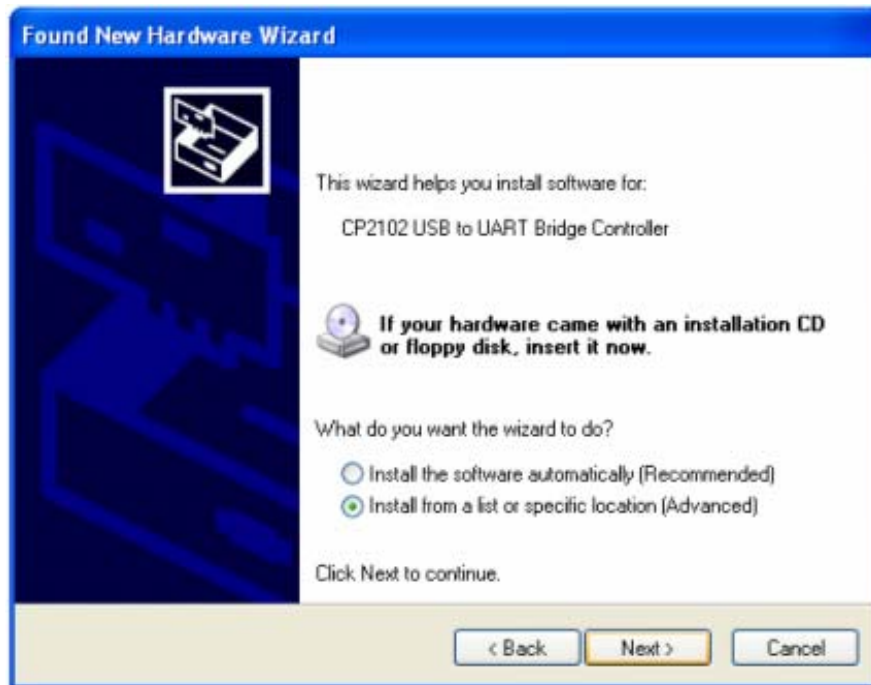 Found New Hardware Wizard
This wizard helps you install software for:
CP2102 USB to UART Bridge Controller
If your hardware came with an installation CD
or floppy disk, insert it now.
What do you want the wizard to do?
Install the software automatically (Recommended)
Install from a list or specific location (Advanced)
Click Next to continue.
< Back Next > Cancel